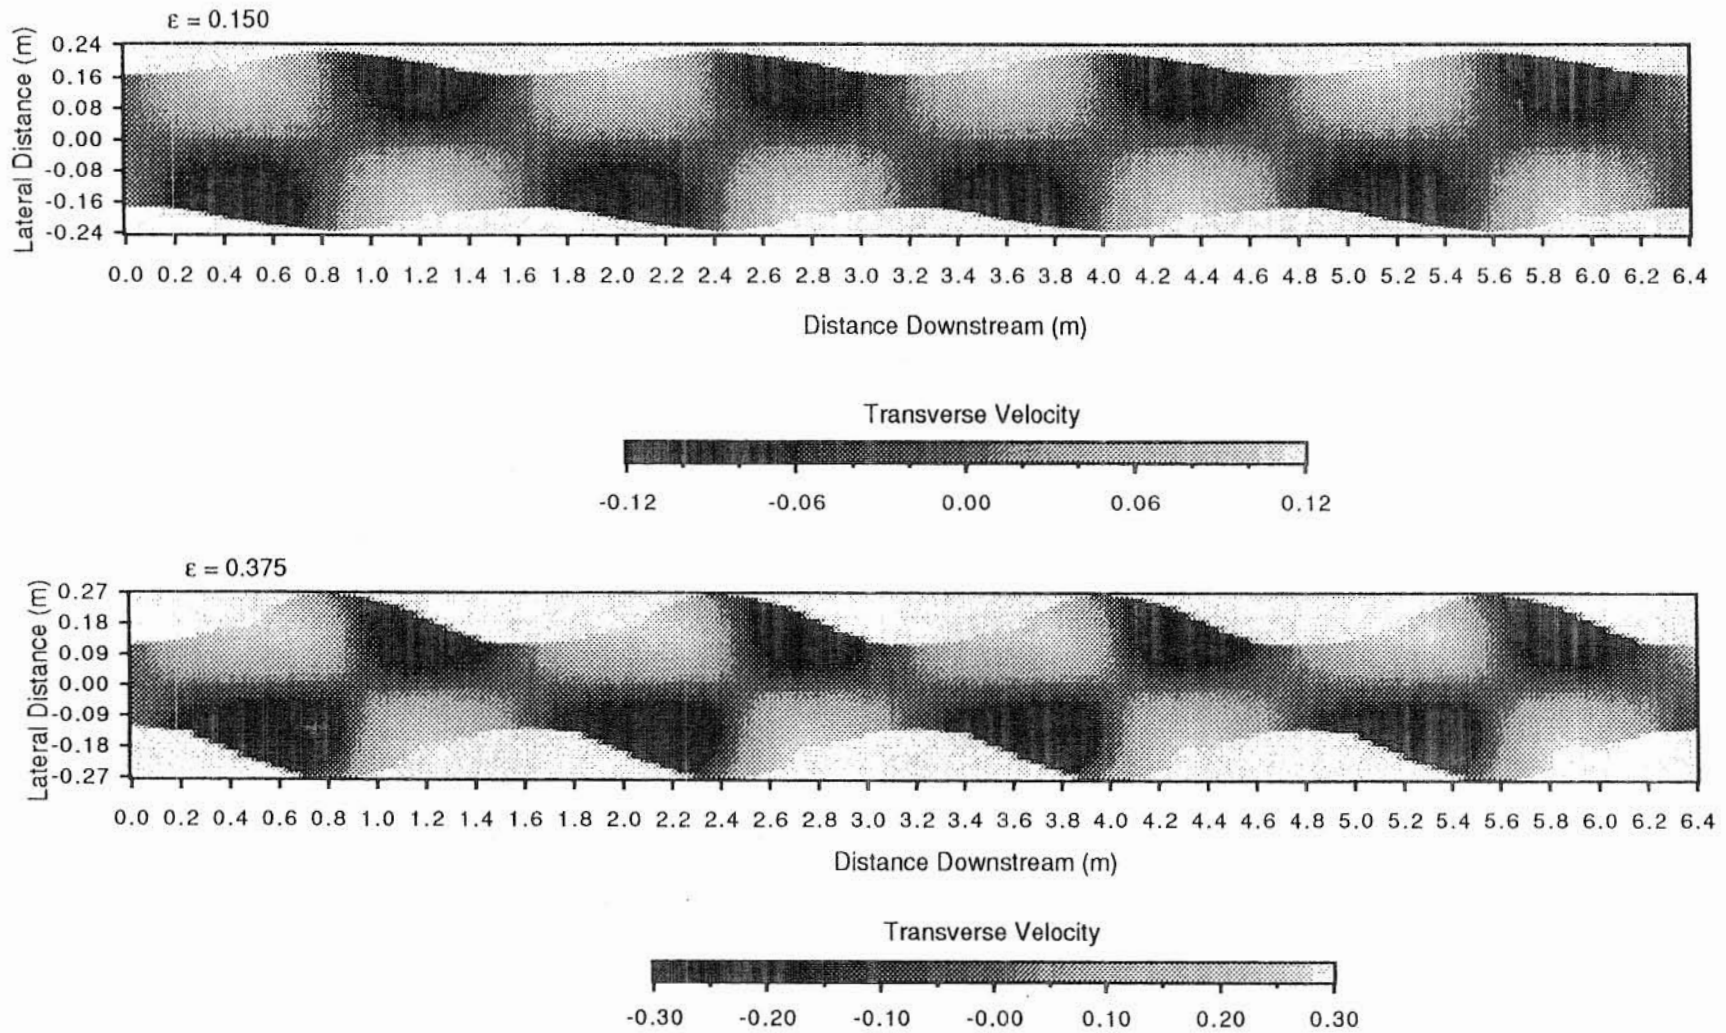 ε = 0.150
Lateral Distance (m)
0.24
0.16
0.08
0.00
-0.08
-0.16
-0.24
0.0 0.2 0.4 0.6 0.8 1.0 1.2 1.4 1.6 1.8 2.0 2.2 2.4 2.6 2.8 3.0 3.2 3.4 3.6 3.8 4.0 4.2 4.4 4.6 4.8 5.0 5.2 5.4 5.6 5.8 6.0 6.2 6.4
Distance Downstream (m)
Transverse Velocity
-0.12 -0.06 0.00 0.06 0.12
ε = 0.375
Lateral Distance (m)
0.27
0.18
0.09
0.00
-0.09
-0.18
-0.27
0.0 0.2 0.4 0.6 0.8 1.0 1.2 1.4 1.6 1.8 2.0 2.2 2.4 2.6 2.8 3.0 3.2 3.4 3.6 3.8 4.0 4.2 4.4 4.6 4.8 5.0 5.2 5.4 5.6 5.8 6.0 6.2 6.4
Distance Downstream (m)
Transverse Velocity
-0.30 -0.20 -0.10 -0.00 0.10 0.20 0.30